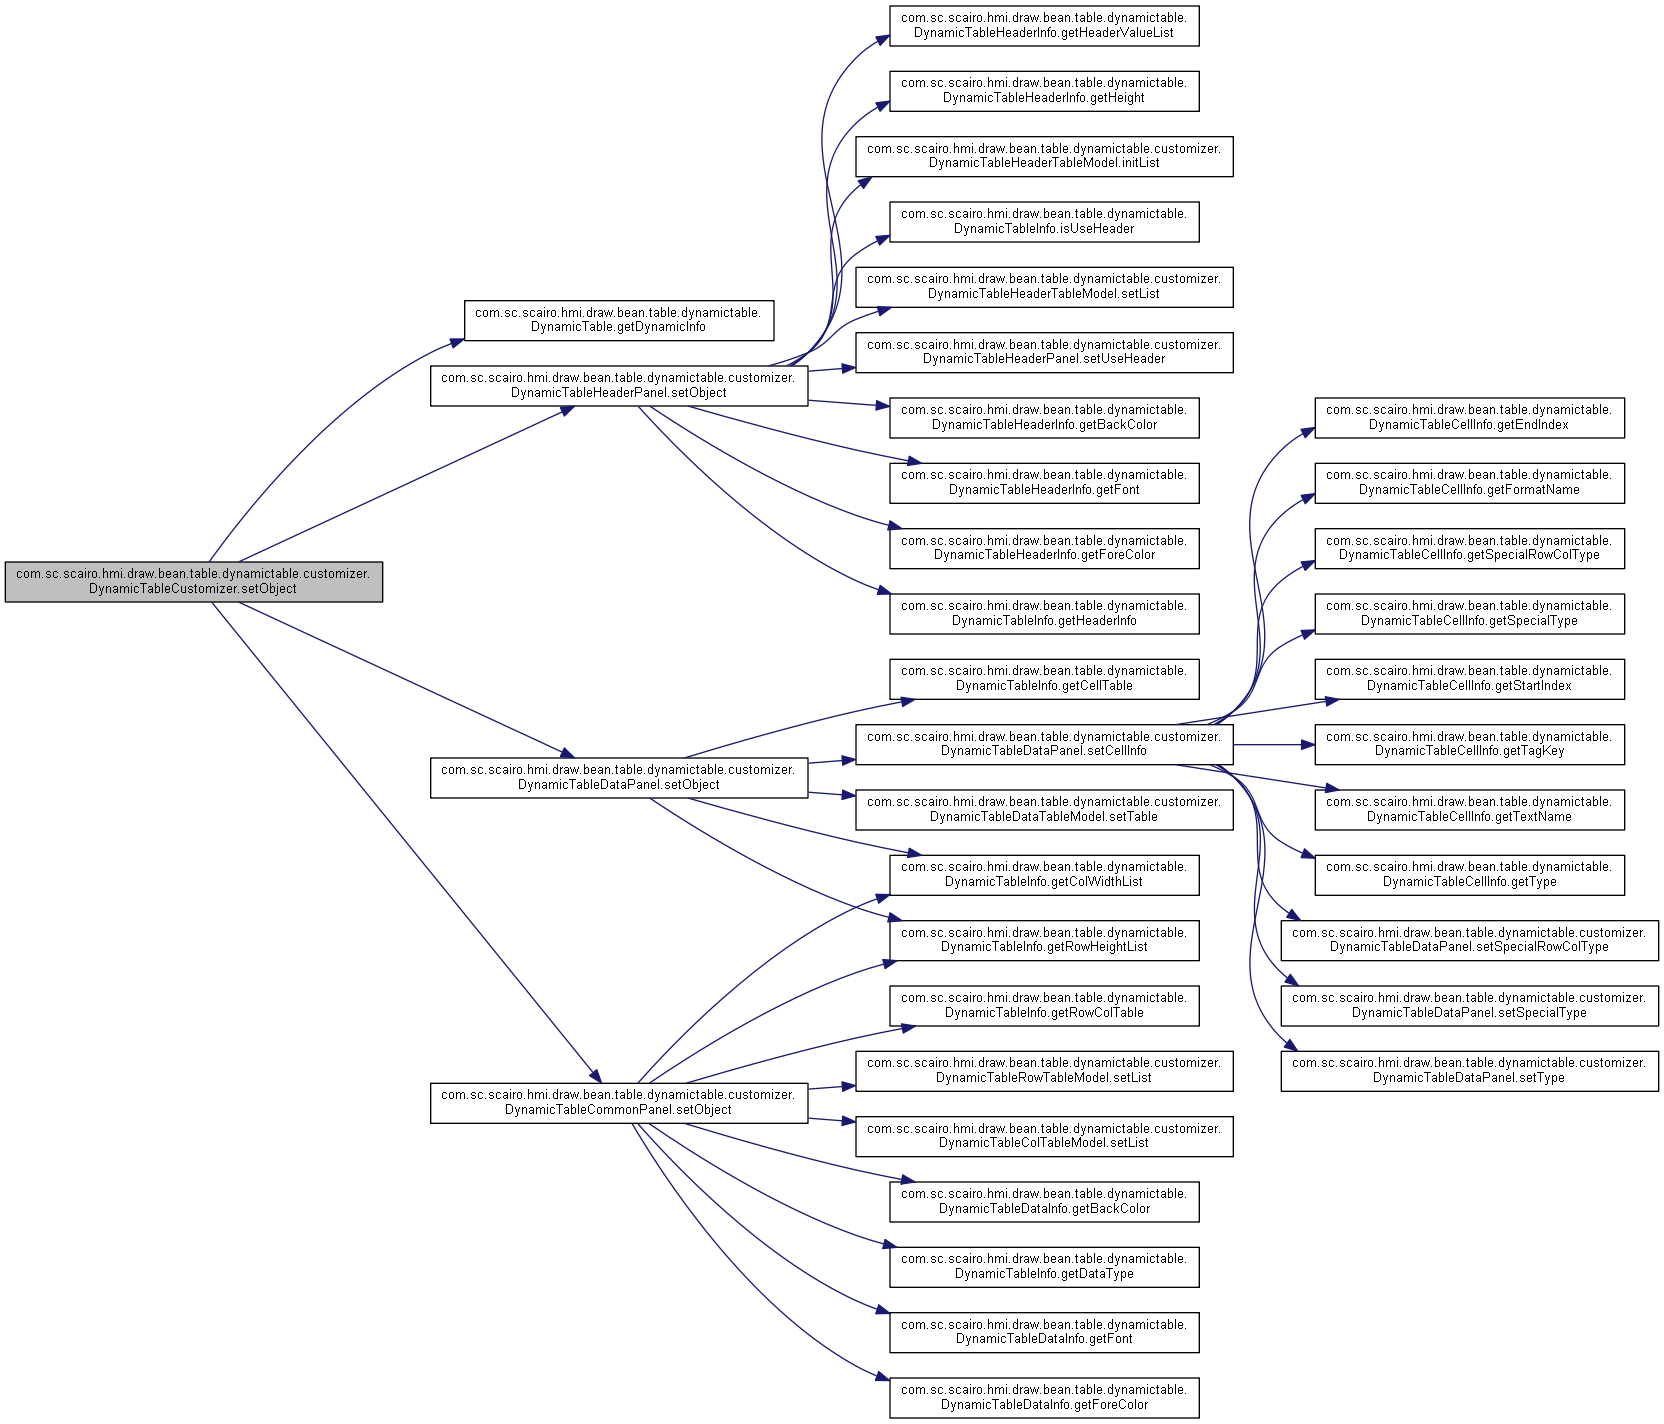 com.sc.scairo.hmi.draw.bean.table.dynamictable.customizer.
DynamicTableCustomizer.setObject
com.sc.scairo.hmi.draw.bean.table.dynamictable.
DynamicTable.getDynamicInfo
com.sc.scairo.hmi.draw.bean.table.dynamictable.customizer.
DynamicTableHeaderPanel.setObject
com.sc.scairo.hmi.draw.bean.table.dynamictable.customizer.
DynamicTableDataPanel.setObject
com.sc.scairo.hmi.draw.bean.table.dynamictable.customizer.
DynamicTableCommonPanel.setObject
com.sc.scairo.hmi.draw.bean.table.dynamictable.
DynamicTableHeaderInfo.getHeaderValueList
com.sc.scairo.hmi.draw.bean.table.dynamictable.
DynamicTableHeaderInfo.getHeight
com.sc.scairo.hmi.draw.bean.table.dynamictable.customizer.
DynamicTableHeaderTableModel.initList
com.sc.scairo.hmi.draw.bean.table.dynamictable.
DynamicTableInfo.isUseHeader
com.sc.scairo.hmi.draw.bean.table.dynamictable.customizer.
DynamicTableHeaderTableModel.setList
com.sc.scairo.hmi.draw.bean.table.dynamictable.customizer.
DynamicTableHeaderPanel.setUseHeader
com.sc.scairo.hmi.draw.bean.table.dynamictable.
DynamicTableHeaderInfo.getBackColor
com.sc.scairo.hmi.draw.bean.table.dynamictable.
DynamicTableHeaderInfo.getFont
com.sc.scairo.hmi.draw.bean.table.dynamictable.
DynamicTableHeaderInfo.getForeColor
com.sc.scairo.hmi.draw.bean.table.dynamictable.
DynamicTableInfo.getHeaderInfo
com.sc.scairo.hmi.draw.bean.table.dynamictable.
DynamicTableInfo.getCellTable
com.sc.scairo.hmi.draw.bean.table.dynamictable.customizer.
DynamicTableDataPanel.setCellInfo
com.sc.scairo.hmi.draw.bean.table.dynamictable.customizer.
DynamicTableDataTableModel.setTable
com.sc.scairo.hmi.draw.bean.table.dynamictable.
DynamicTableInfo.getColWidthList
com.sc.scairo.hmi.draw.bean.table.dynamictable.
DynamicTableInfo.getRowHeightList
com.sc.scairo.hmi.draw.bean.table.dynamictable.
DynamicTableInfo.getRowColTable
com.sc.scairo.hmi.draw.bean.table.dynamictable.customizer.
DynamicTableRowTableModel.setList
com.sc.scairo.hmi.draw.bean.table.dynamictable.customizer.
DynamicTableColTableModel.setList
com.sc.scairo.hmi.draw.bean.table.dynamictable.
DynamicTableDataInfo.getBackColor
com.sc.scairo.hmi.draw.bean.table.dynamictable.
DynamicTableInfo.getDataType
com.sc.scairo.hmi.draw.bean.table.dynamictable.
DynamicTableDataInfo.getFont
com.sc.scairo.hmi.draw.bean.table.dynamictable.
DynamicTableDataInfo.getForeColor
com.sc.scairo.hmi.draw.bean.table.dynamictable.
DynamicTableCellInfo.getEndIndex
com.sc.scairo.hmi.draw.bean.table.dynamictable.
DynamicTableCellInfo.getFormatName
com.sc.scairo.hmi.draw.bean.table.dynamictable.
DynamicTableCellInfo.getSpecialRowColType
com.sc.scairo.hmi.draw.bean.table.dynamictable.
DynamicTableCellInfo.getSpecialType
com.sc.scairo.hmi.draw.bean.table.dynamictable.
DynamicTableCellInfo.getStartIndex
com.sc.scairo.hmi.draw.bean.table.dynamictable.
DynamicTableCellInfo.getTagKey
com.sc.scairo.hmi.draw.bean.table.dynamictable.
DynamicTableCellInfo.getTextName
com.sc.scairo.hmi.draw.bean.table.dynamictable.
DynamicTableCellInfo.getType
com.sc.scairo.hmi.draw.bean.table.dynamictable.customizer.
DynamicTableDataPanel.setSpecialRowColType
com.sc.scairo.hmi.draw.bean.table.dynamictable.customizer.
DynamicTableDataPanel.setSpecialType
com.sc.scairo.hmi.draw.bean.table.dynamictable.customizer.
DynamicTableDataPanel.setType